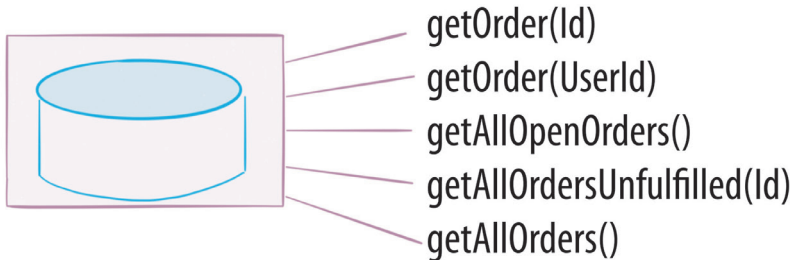 getOrder(Id)
getOrder(UserId)
getAllOpenOrders()
getAllOrdersUnfulfilled(Id)
getAllOrders()